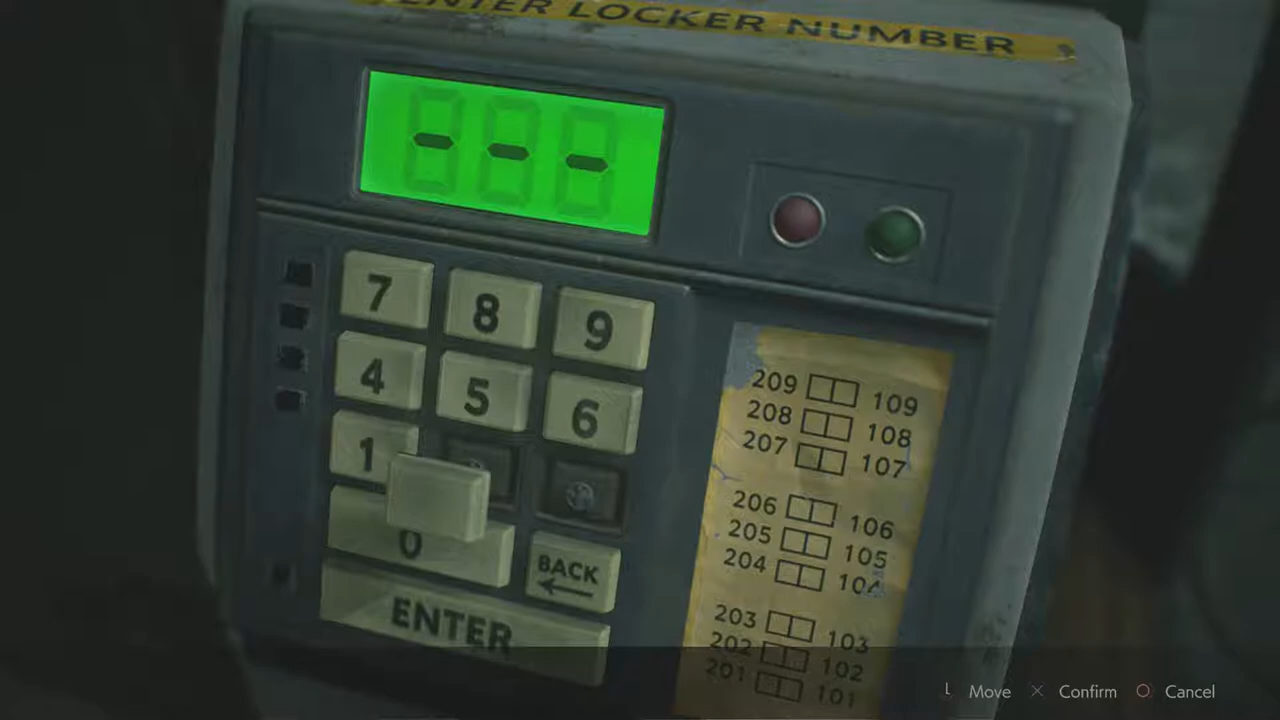 ENTER LOCKER NUMBER
- - -
7 8 9
4 5 6
1
0 BACK
ENTER
209 109
208 108
207 107
206 106
205 105
204 104
203 103
202 102
201 101
L Move X Confirm O Cancel